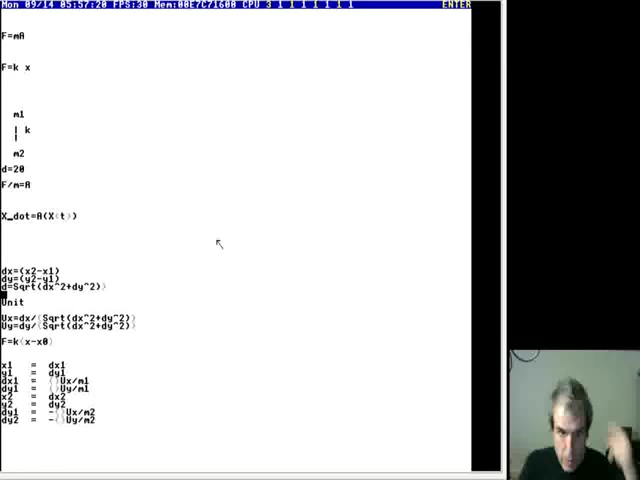 Mon 09/14 05:57:20 FPS:30 Mem:00E7C71600 CPU 3 1 1 1 1 1 1 1 ENTER
F=mA
F=k x
m1
| k
|
m2
d=20
F/m=A
X_dot=A(X(t))
dx=(x2-x1)
dy=(y2-y1)
d=Sqrt(dx^2+dy^2)
Unit
Ux=dx/(Sqrt(dx^2+dy^2)
Uy=dy/(Sqrt(dx^2+dy^2)
F=k(x-x0)
x1 = dx1
y1 = dy1
dx1 = ()Ux/m1
dy1 = ()Uy/m1
x2 = dx2
y2 = dy2
dy1 = -()Ux/m2
dy2 = -()Uy/m2